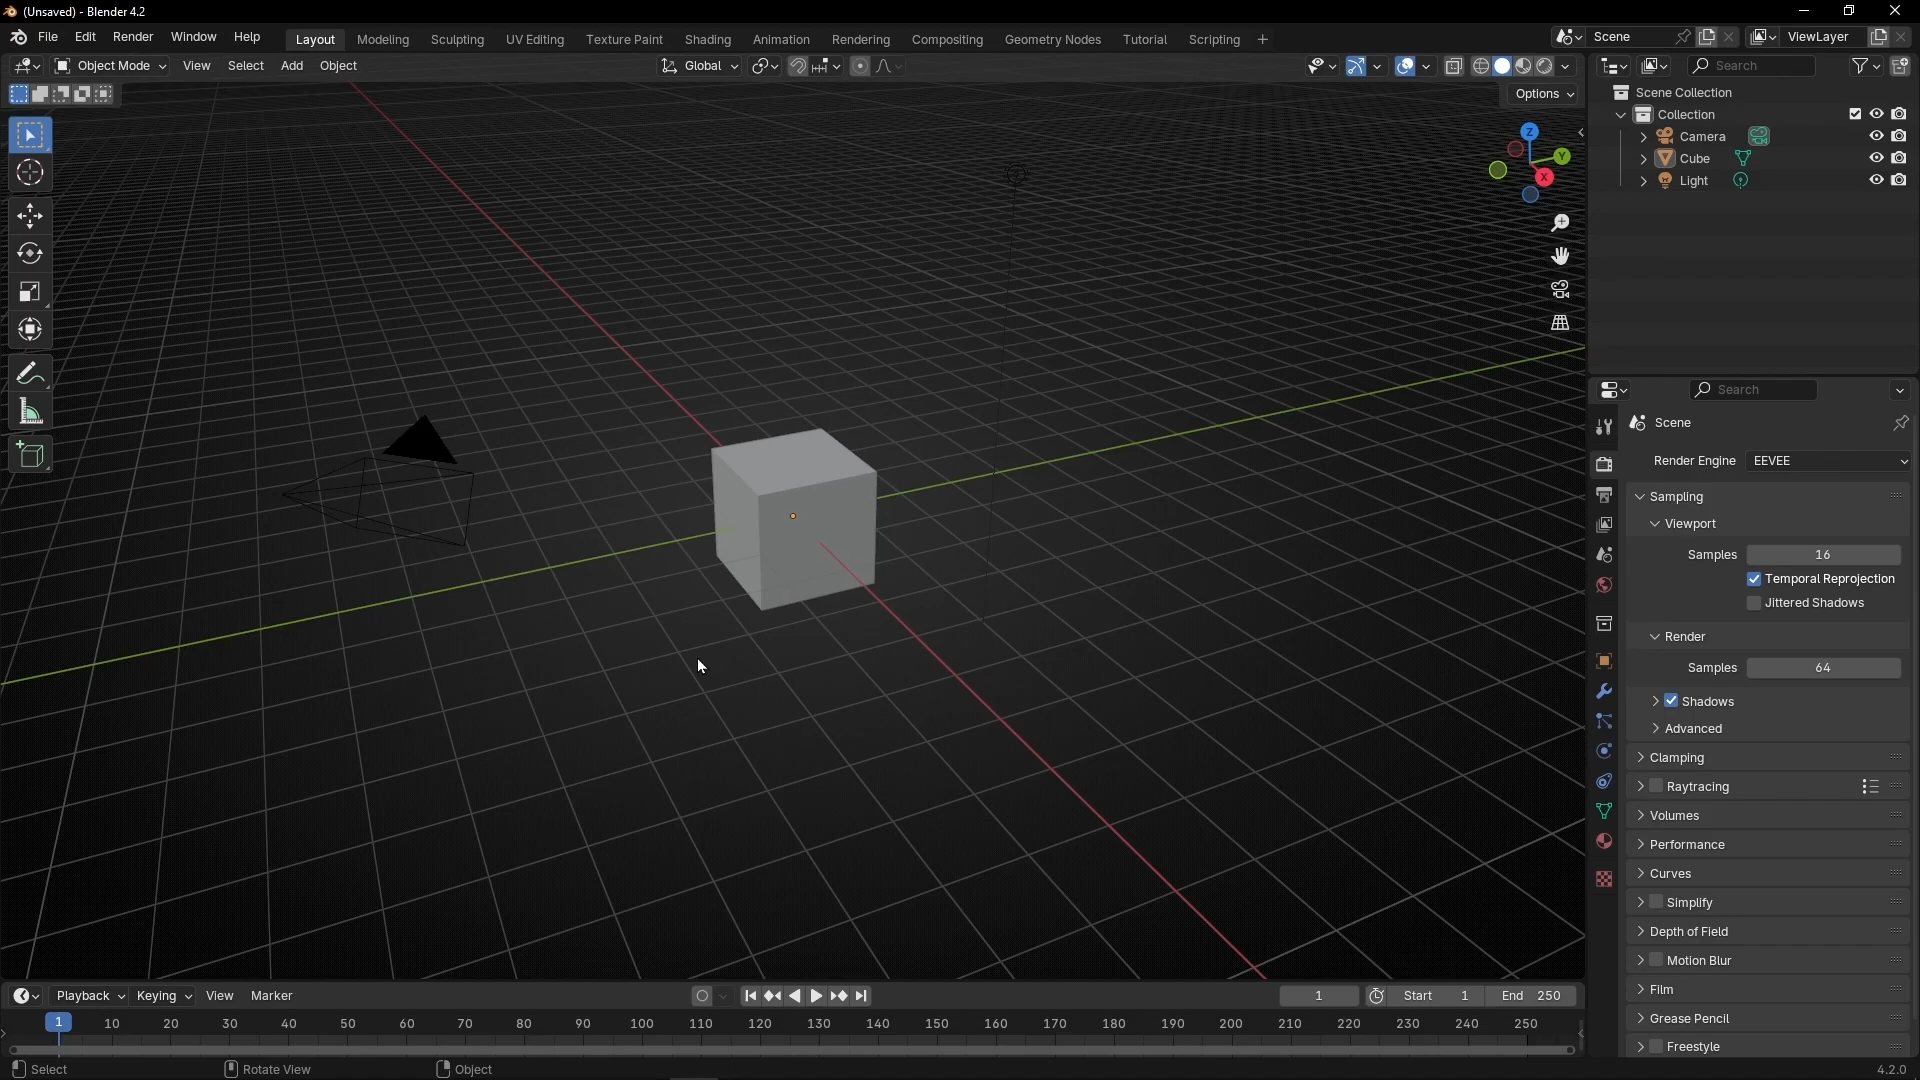 (Unsaved) - Blender 4.2
File Edit Render Window Help Layout Modeling Sculpting UV Editing Texture Paint Shading Animation Rendering Compositing Geometry Nodes Tutorial Scripting + Scene ViewLayer
Object Mode View Select Add Object Global Search
Options
Z
Y
X
Scene Collection
Collection
Camera
Cube
Light
Search
Scene
Render Engine EEVEE
Sampling
Viewport
Samples 16
Temporal Reprojection
Jittered Shadows
Render
Samples 64
Shadows
Advanced
Clamping
Raytracing
Volumes
Performance
Curves
Simplify
Depth of Field
Motion Blur
Film
Grease Pencil
Freestyle
Playback Keying View Marker 1 Start 1 End 250
1 10 20 30 40 50 60 70 80 90 100 110 120 130 140 150 160 170 180 190 200 210 220 230 240 250
Select Rotate View Object 4.2.0